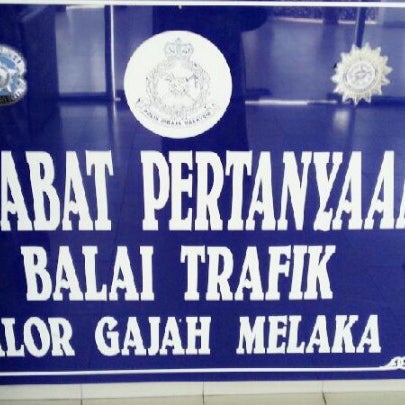 ABAT PERTANYAA
BALAI TRAFIK
ALOR GAJAH MELAKA